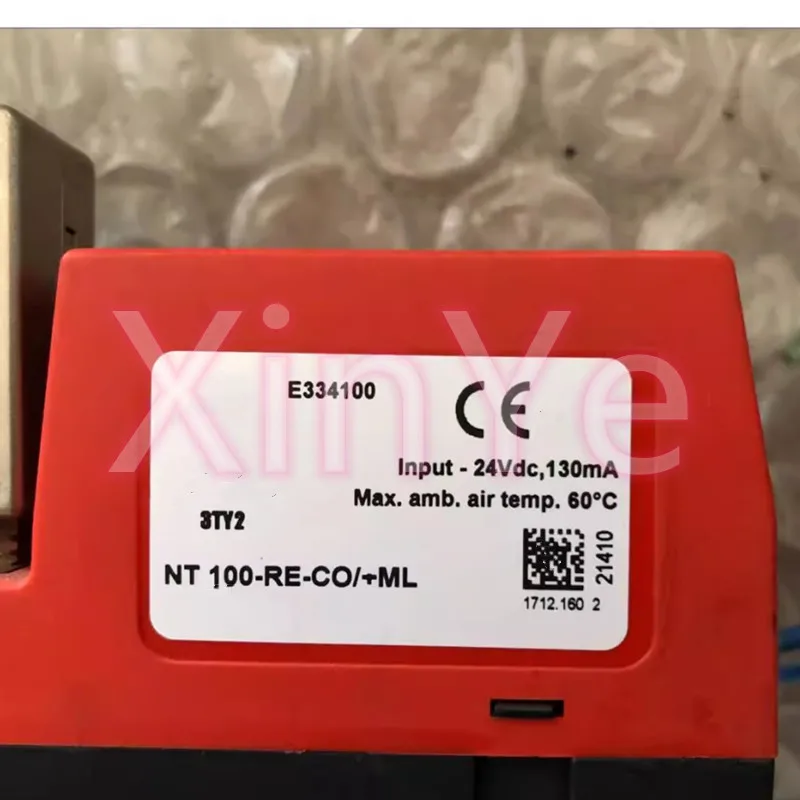 E334100
CE
Input - 24Vdc,130mA
Max. amb. air temp. 60°C
3TY2
NT 100-RE-CO/+ML
21410
1712.160 2
XinYe